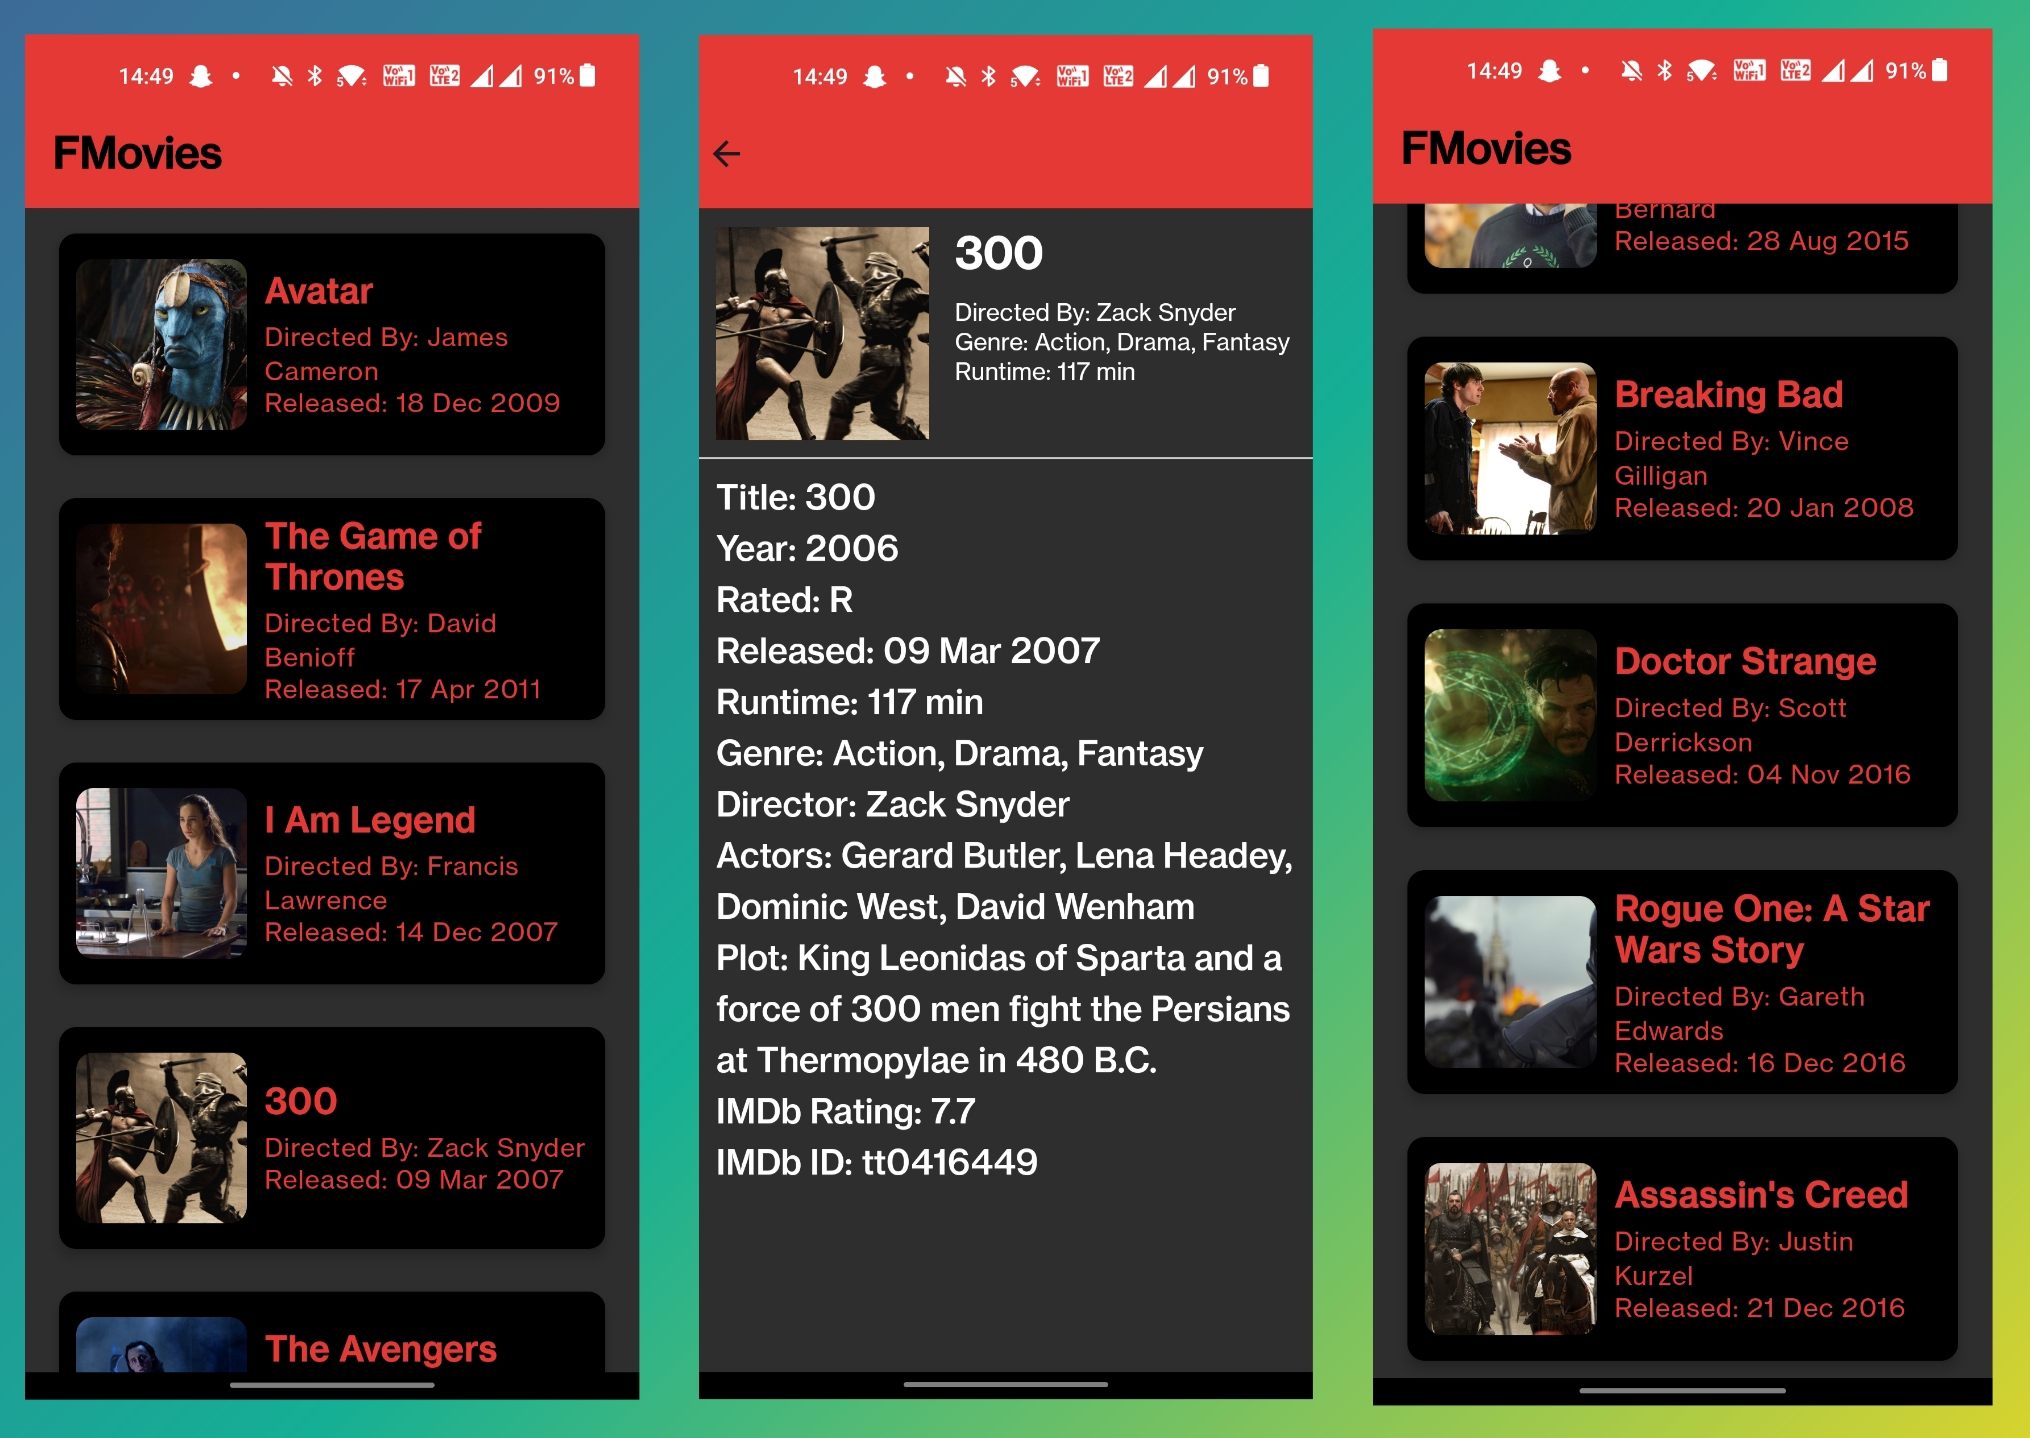 14:49
91%
FMovies
Avatar
Directed By: James
Cameron
Released: 18 Dec 2009
The Game of
Thrones
Directed By: David
Benioff
Released: 17 Apr 2011
I Am Legend
Directed By: Francis
Lawrence
Released: 14 Dec 2007
300
Directed By: Zack Snyder
Released: 09 Mar 2007
The Avengers
14:49
5
Vo
WiFi 1
Vo
LTE 2
91%
300
Directed By: Zack Snyder
Genre: Action, Drama, Fantasy
Runtime: 117 min
Title: 300
Year: 2006
Rated: R
Released: 09 Mar 2007
Runtime: 117 min
Genre: Action, Drama, Fantasy
Director: Zack Snyder
Actors: Gerard Butler, Lena Headey,
Dominic West, David Wenham
Plot: King Leonidas of Sparta and a
force of 300 men fight the Persians
at Thermopylae in 480 B.C.
IMDb Rating: 7.7
IMDb ID: tt0416449
14:49
91%
FMovies
Bernard
Released: 28 Aug 2015
Breaking Bad
Directed By: Vince
Gilligan
Released: 20 Jan 2008
Doctor Strange
Directed By: Scott
Derrickson
Released: 04 Nov 2016
Rogue One: A Star
Wars Story
Directed By: Gareth
Edwards
Released: 16 Dec 2016
Assassin's Creed
Directed By: Justin
Kurzel
Released: 21 Dec 2016